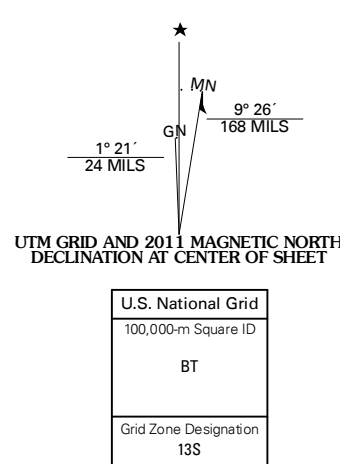 ★
MN
GN
9° 26´
168 MILS
1° 21´
24 MILS
UTM GRID AND 2011 MAGNETIC NORTH
DECLINATION AT CENTER OF SHEET
U.S. National Grid
100,000-m Square ID
BT
Grid Zone Designation
13S